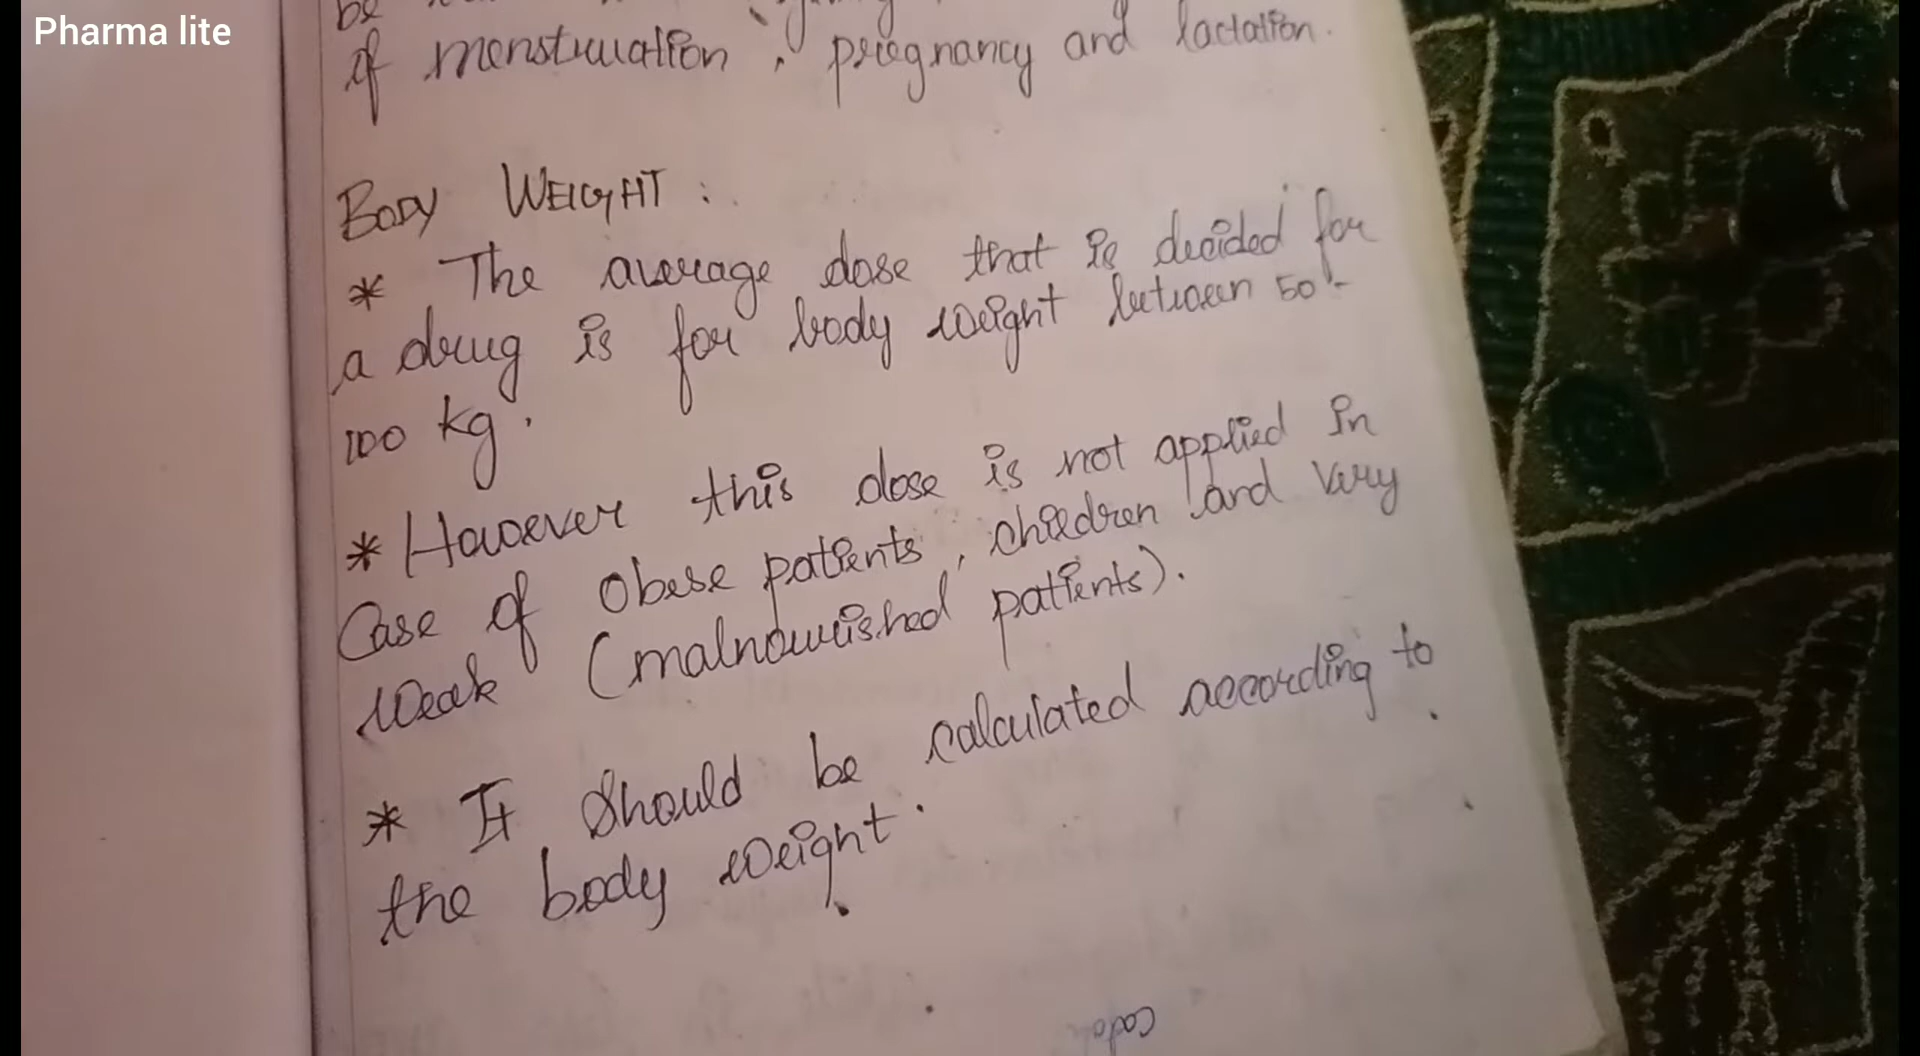 Pharma lite
be
of menstruation, pregnancy and lactation.
BODY WEIGHT:
* The average dose that is decided for
a drug is for body weight between 50-
100 kg.
* However this dose is not applied in
Case of obese patients, children and very
weak (malnourished patients).
* It should be calculated according to
the body weight.